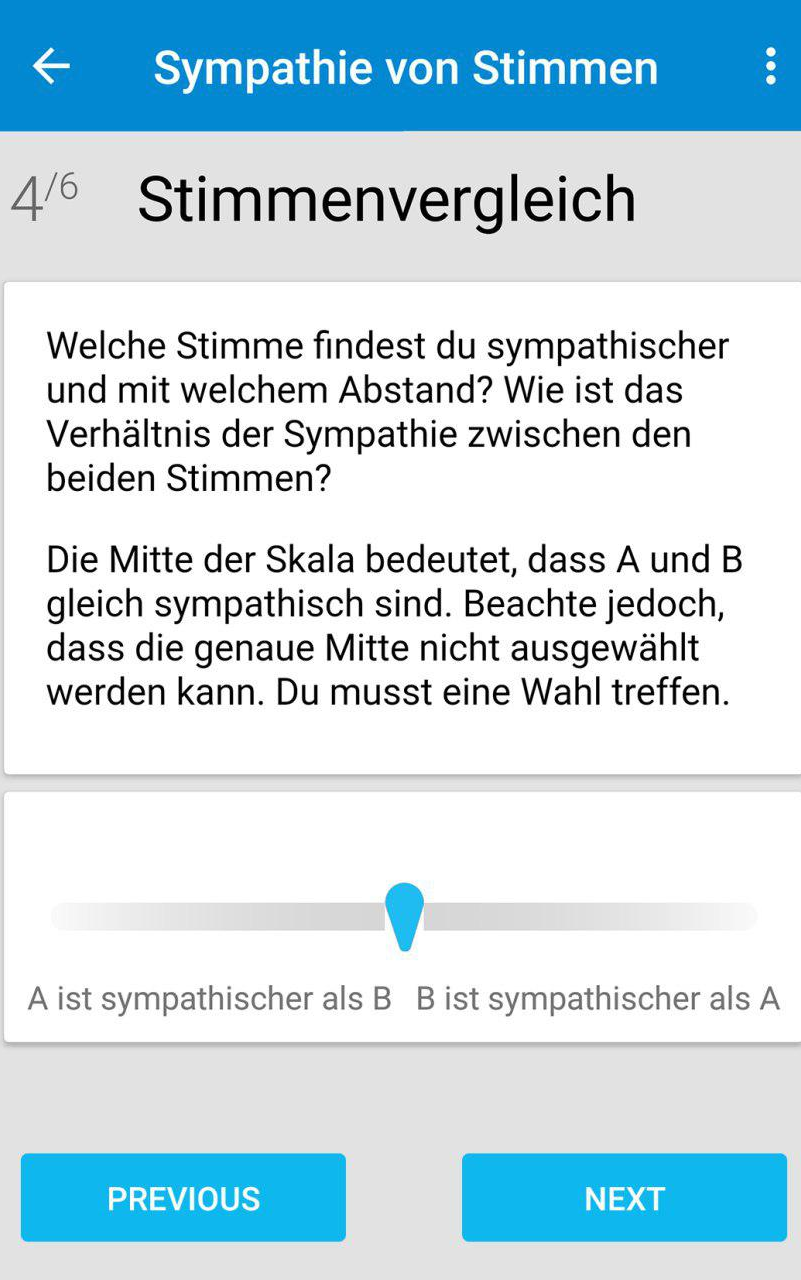 Sympathie von Stimmen
4/6 Stimmenvergleich
Welche Stimme findest du sympathischer
und mit welchem Abstand? Wie ist das
Verhältnis der Sympathie zwischen den
beiden Stimmen?
Die Mitte der Skala bedeutet, dass A und B
gleich sympathisch sind. Beachte jedoch,
dass die genaue Mitte nicht ausgewählt
werden kann. Du musst eine Wahl treffen.
A ist sympathischer als B B ist sympathischer als A
PREVIOUS NEXT